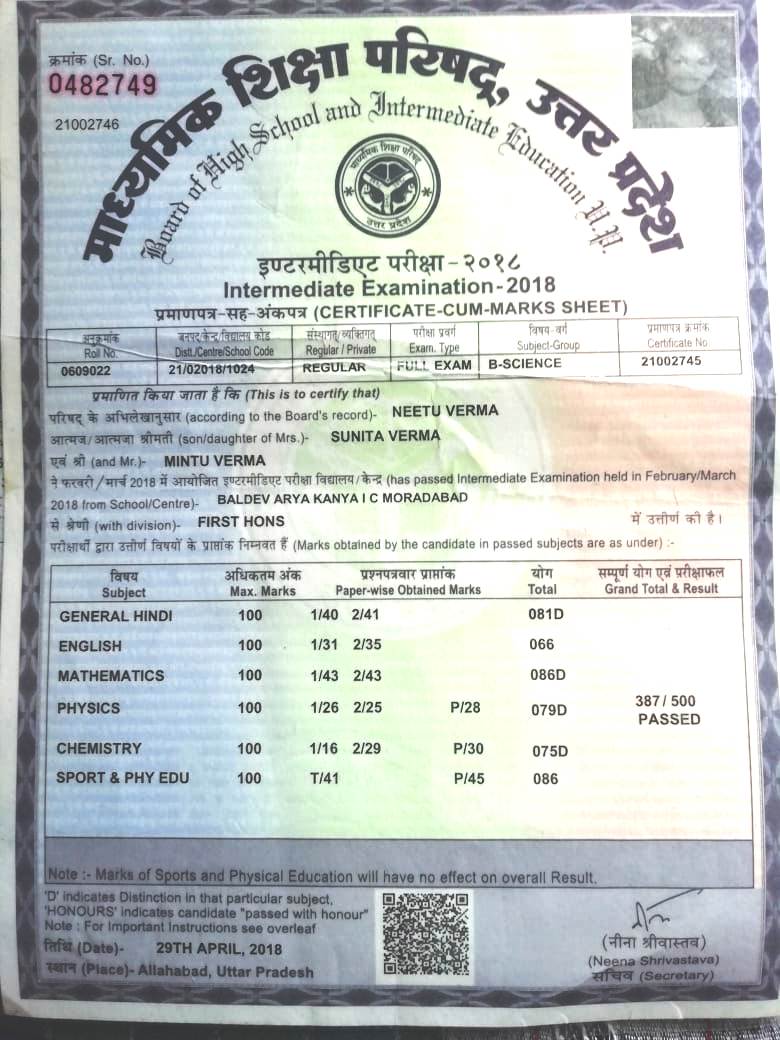 क्रमांक (Sr. No.)
0482749
21002746
माध्यमिक शिक्षा परिषद्, उत्तर प्रदेश
Board of High School and Intermediate Education U.P.
माध्यमिक शिक्षा परिषद्
उत्तर प्रदेश
इण्टरमीडिएट परीक्षा-२०१८
Intermediate Examination-2018
प्रमाणपत्र-सह-अंकपत्र (CERTIFICATE-CUM-MARKS SHEET)
अनुक्रमांक जनपद/केन्द्र/विद्यालय कोड संस्थागत/व्यक्तिगत परीक्षा प्रवर्ग विषय-वर्ग प्रमाणपत्र क्रमांक
Roll No. Distt./Centre/School Code Regular / Private Exam. Type Subject-Group Certificate No.
0609022 21/02018/1024 REGULAR FULL EXAM B-SCIENCE 21002745
प्रमाणित किया जाता है कि (This is to certify that)
परिषद् के अभिलेखानुसार (according to the Board's record)- NEETU VERMA
आत्मज/आत्मजा श्रीमती (son/daughter of Mrs.)- SUNITA VERMA
एवं श्री (and Mr.)- MINTU VERMA
ने फरवरी/मार्च 2018 में आयोजित इण्टरमीडिएट परीक्षा विद्यालय/केन्द्र (has passed Intermediate Examination held in February/March
2018 from School/Centre)- BALDEV ARYA KANYA I C MORADABAD
से श्रेणी (with division)- FIRST HONS में उत्तीर्ण की है।
परीक्षार्थी द्वारा उत्तीर्ण विषयों के प्राप्तांक निम्नवत हैं (Marks obtained by the candidate in passed subjects are as under) :-
विषय अधिकतम अंक प्रश्नपत्रवार प्राप्तांक योग सम्पूर्ण योग एवं परीक्षाफल
Subject Max. Marks Paper-wise Obtained Marks Total Grand Total & Result
GENERAL HINDI 100 1/40 2/41 081D
ENGLISH 100 1/31 2/35 066
MATHEMATICS 100 1/43 2/43 086D
PHYSICS 100 1/26 2/25 P/28 079D 387/500
PASSED
CHEMISTRY 100 1/16 2/29 P/30 075D
SPORT & PHY EDU 100 T/41 P/45 086
Note :- Marks of Sports and Physical Education will have no effect on overall Result.
'D' indicates Distinction in that particular subject,
'HONOURS' indicates candidate "passed with honour"
Note : For Important Instructions see overleaf
तिथि (Date)- 29TH APRIL, 2018
स्थान (Place)- Allahabad, Uttar Pradesh
(नीना श्रीवास्तव)
(Neena Shrivastava)
सचिव (Secretary)